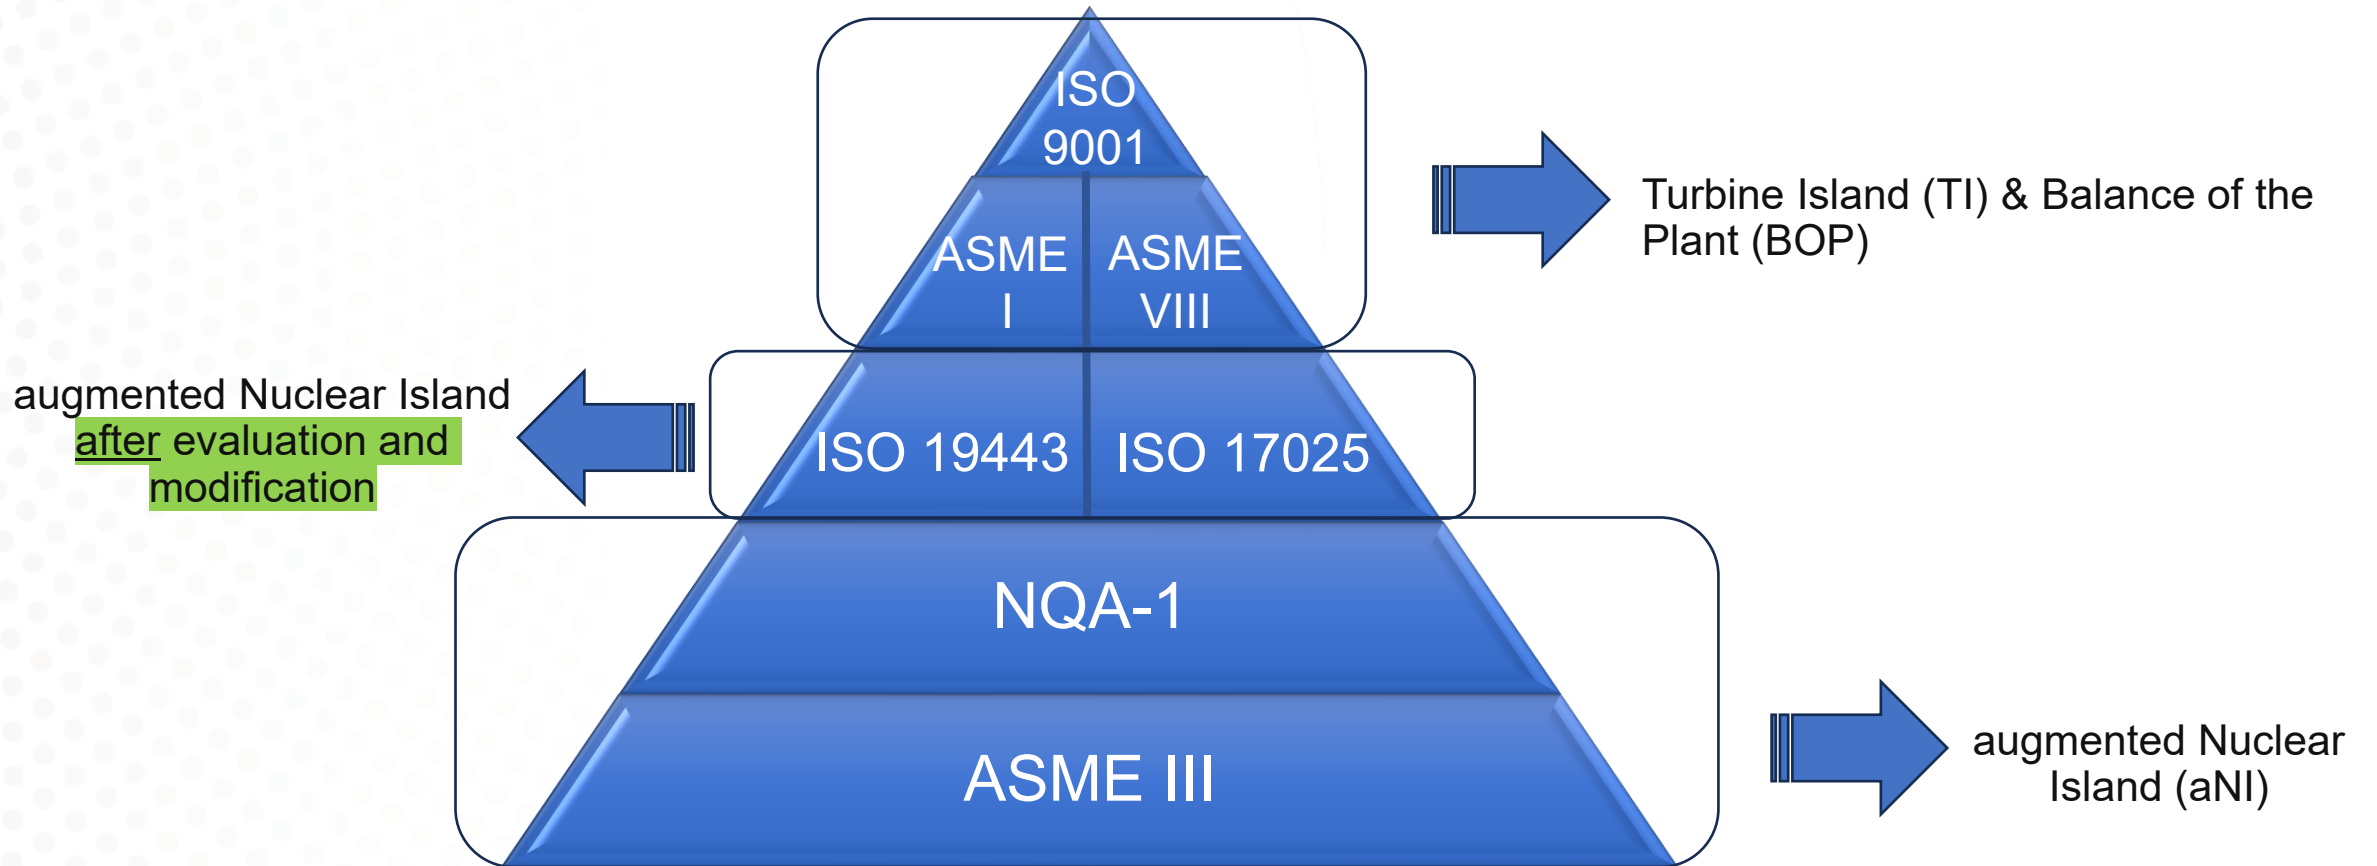 ISO
9001
ASME
I
ASME
VIII
Turbine Island (TI) & Balance of the
Plant (BOP)
augmented Nuclear Island
after evaluation and
modification
ISO 19443
ISO 17025
NQA-1
ASME III
augmented Nuclear
Island (aNI)